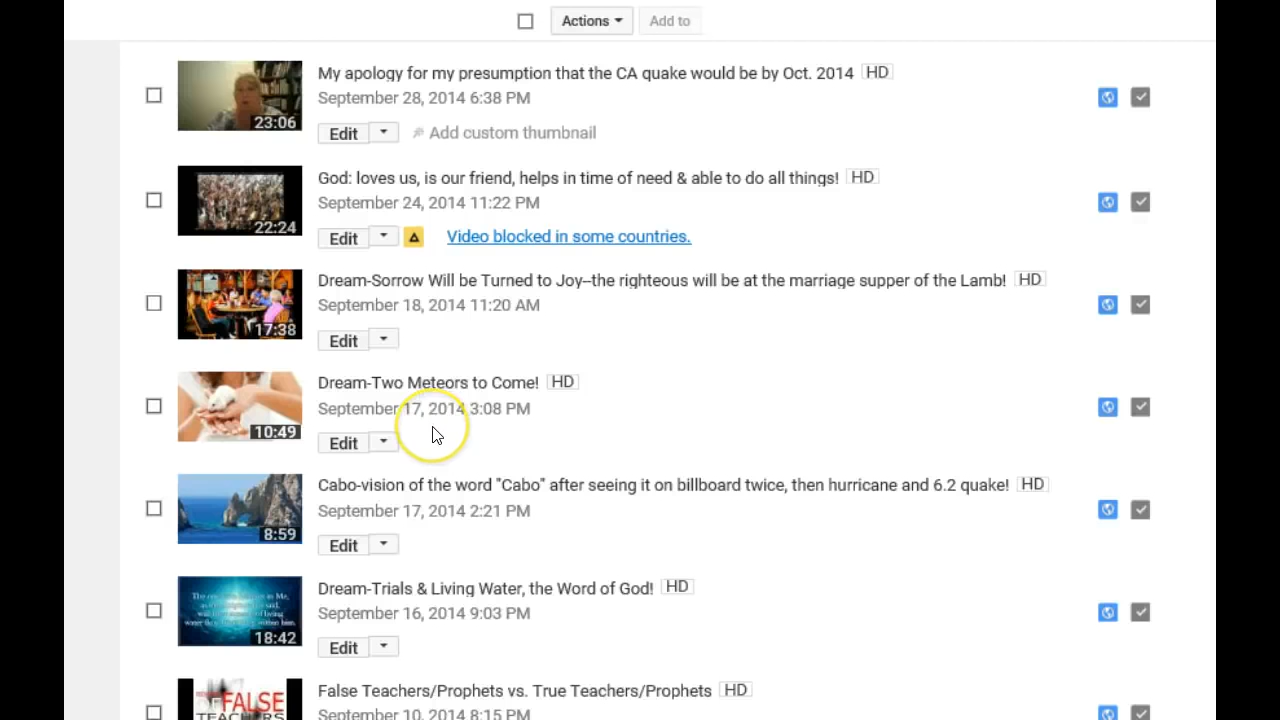 Actions Add to
My apology for my presumption that the CA quake would be by Oct. 2014 HD
September 28, 2014 6:38 PM
23:06
Edit Add custom thumbnail
God: loves us, is our friend, helps in time of need & able to do all things! HD
September 24, 2014 11:22 PM
22:24
Edit Video blocked in some countries.
Dream-Sorrow Will be Turned to Joy--the righteous will be at the marriage supper of the Lamb! HD
September 18, 2014 11:20 AM
17:38
Edit
Dream-Two Meteors to Come! HD
September 17, 2014 3:08 PM
10:49
Edit
Cabo-vision of the word "Cabo" after seeing it on billboard twice, then hurricane and 6.2 quake! HD
September 17, 2014 2:21 PM
8:59
Edit
Dream-Trials & Living Water, the Word of God! HD
September 16, 2014 9:03 PM
18:42
Edit
False Teachers/Prophets vs. True Teachers/Prophets HD
FALSE
TEACHERS
September 10, 2014 8:15 PM